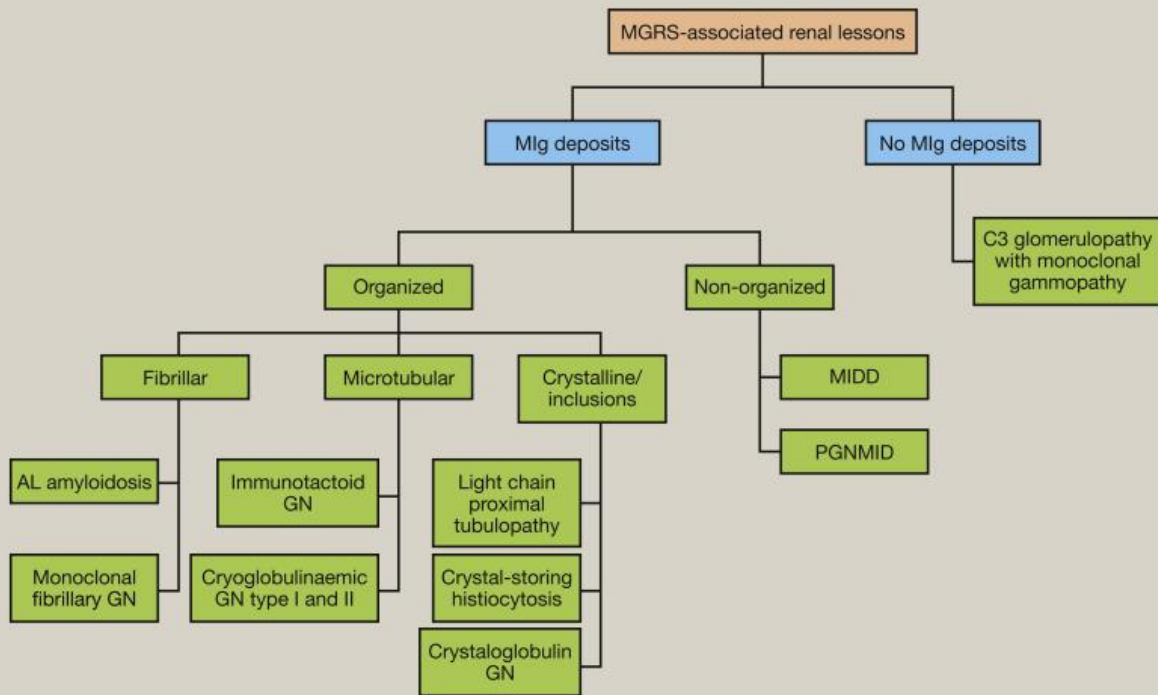 MGRS-associated renal lessons
MIg deposits
No MIg deposits
C3 glomerulopathy
with monoclonal
gammopathy
Organized
Non-organized
Fibrillar
Microtubular
Crystalline/
inclusions
MIDD
PGNMID
AL amyloidosis
Immunotactoid
GN
Light chain
proximal
tubulopathy
Monoclonal
fibrillary GN
Cryoglobulinaemic
GN type I and II
Crystal-storing
histiocytosis
Crystaloglobulin
GN